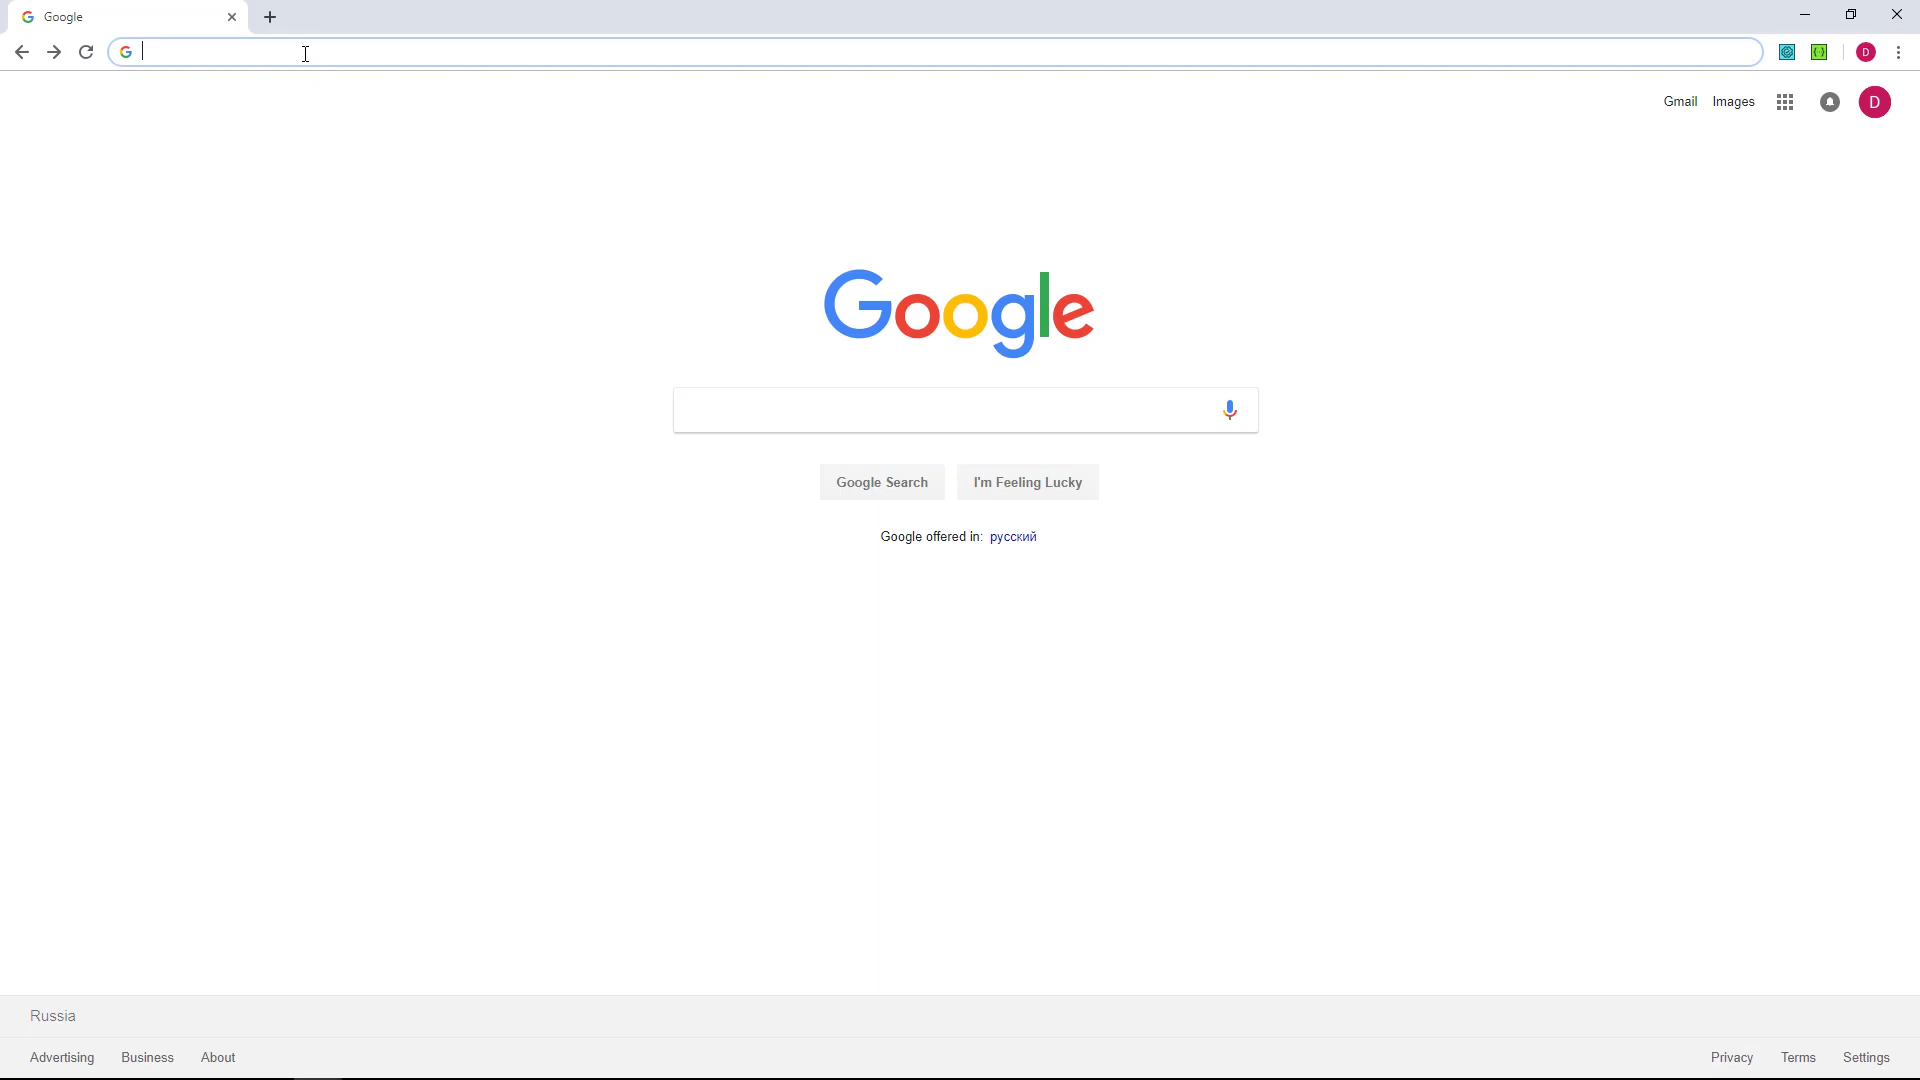 Google
D
Gmail Images
D
Google
Google Search I'm Feeling Lucky
Google offered in: русский
Russia
Advertising Business About Privacy Terms Settings